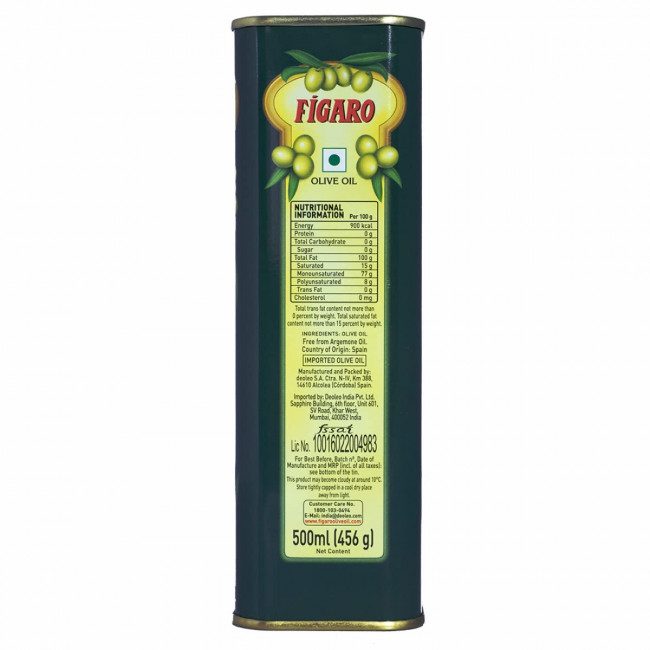 FÍGARO
OLIVE OIL
NUTRITIONAL
INFORMATION Per 100 g
Energy 900 kcal
Protein 0 g
Total Carbohydrate 0 g
Sugar 0 g
Total Fat 100 g
Saturated 15 g
Monounsaturated 77 g
Polyunsaturated 8 g
Trans Fat 0 g
Cholesterol 0 mg
Total trans fat content not more than
0 percent by weight. Total saturated fat
content not more than 15 percent by weight.
INGREDIENTS: OLIVE OIL
Free from Argemone Oil.
Country of Origin: Spain
IMPORTED OLIVE OIL
Manufactured and Packed by:
deoleo S.A. Ctra. N-IV, Km 388,
14610 Alcolea (Córdoba) Spain.
Imported by: Deoleo India Pvt. Ltd.
Sapphire Building, 6th floor, Unit 601,
SV Road, Khar West,
Mumbai, 400052 India
fssai
Lic No. 10016022004983
For Best Before, Batch nº, Date of
Manufacture and MRP (incl. of all taxes):
see bottom of the tin.
This product may become cloudy at around 10°C.
Store tightly capped in a cool dry place
away from light.
Customer Care No.
1800-103-0494
E-Mail: india@deoleo.com
www.figarooliveoil.com
500ml (456 g)
Net Content